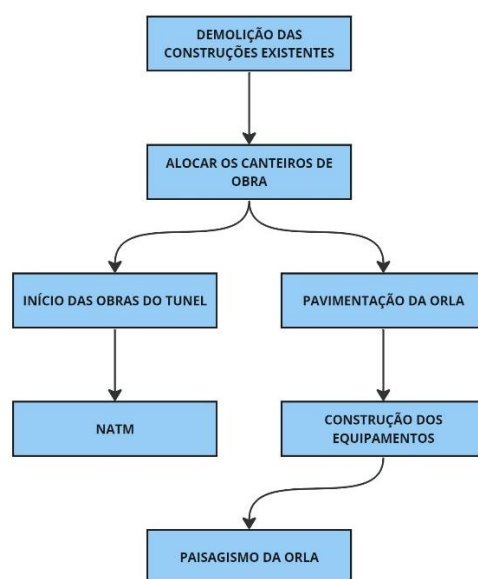 DEMOLIÇÃO DAS
CONSTRUÇÕES EXISTENTES
ALOCAR OS CANTEIROS DE
OBRA
INÍCIO DAS OBRAS DO TUNEL
PAVIMENTAÇÃO DA ORLA
NATM
CONSTRUÇÃO DOS
EQUIPAMENTOS
PAISAGISMO DA ORLA